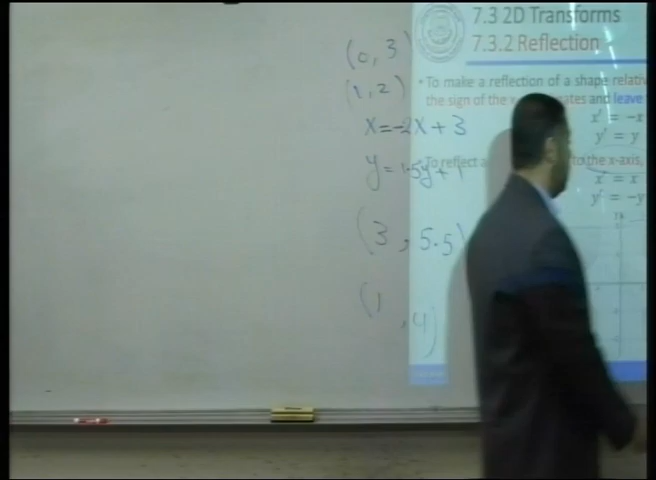 7.3 2D Transforms
7.3.2 Reflection
(0, 3)
(1, 2)
• To make a reflection of a shape relati
the sign of the x and leave
x=-2x+3
x' = -x
y' = y
y=1.5y+1
To reflect a to the x-axis,
x' = x
y' = -y
(3, 5.5)
(1, 4)